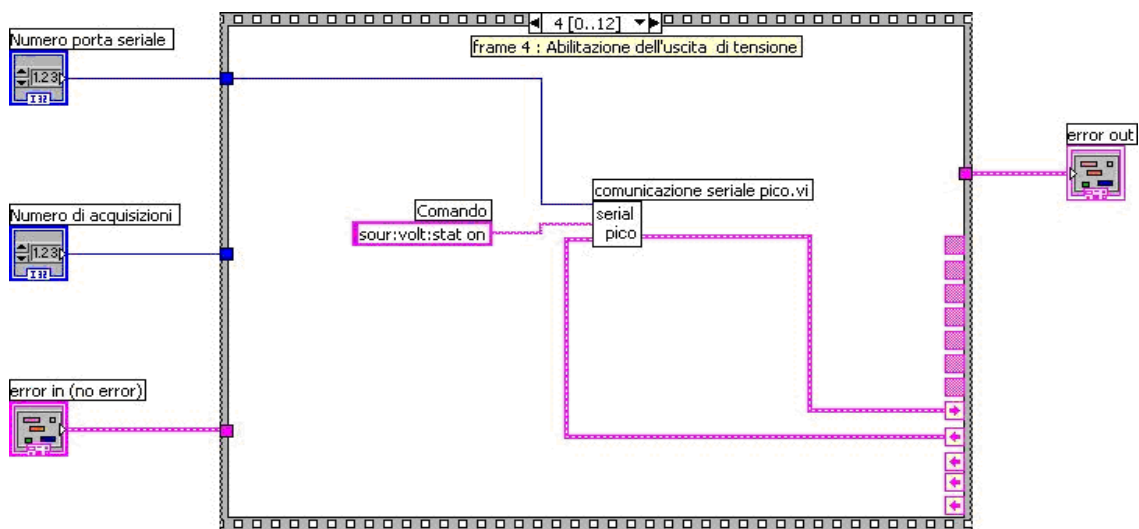 4 [0..12]
frame 4 : Abilitazione dell'uscita di tensione
Numero porta seriale
1.23
I32
error out
comunicazione seriale pico.vi
serial
pico
Comando
sour:volt:stat on
Numero di acquisizioni
1.23
I32
error in (no error)